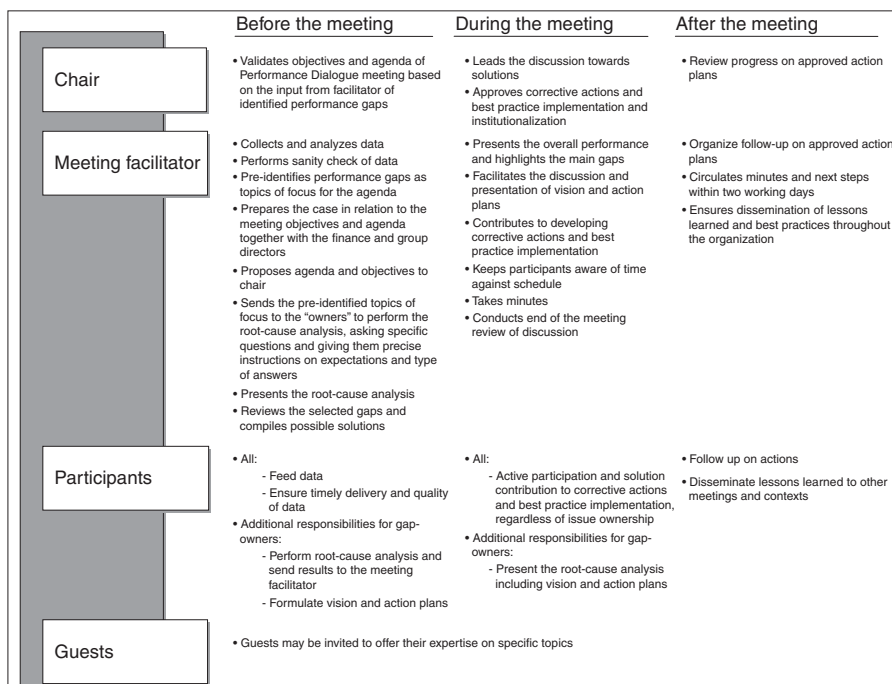 Before the meeting
During the meeting
After the meeting
Chair
• Validates objectives and agenda of
Performance Dialogue meeting based
on the input from facilitator of
identified performance gaps
• Leads the discussion towards
solutions
• Approves corrective actions and
best practice implementation and
institutionalization
• Review progress on approved action
plans
Meeting facilitator
• Collects and analyzes data
• Performs sanity check of data
• Pre-identifies performance gaps as
topics of focus for the agenda
• Prepares the case in relation to the
meeting objectives and agenda
together with the finance and group
directors
• Proposes agenda and objectives to
chair
• Sends the pre-identified topics of
focus to the “owners” to perform the
root-cause analysis, asking specific
questions and giving them precise
instructions on expectations and type
of answers
• Presents the root-cause analysis
• Reviews the selected gaps and
compiles possible solutions
• Presents the overall performance
and highlights the main gaps
• Facilitates the discussion and
presentation of vision and action
plans
• Contributes to developing
corrective actions and best
practice implementation
• Keeps participants aware of time
against schedule
• Takes minutes
• Conducts end of the meeting
review of discussion
• Organize follow-up on approved action
plans
• Circulates minutes and next steps
within two working days
• Ensures dissemination of lessons
learned and best practices throughout
the organization
Participants
• All:
- Feed data
- Ensure timely delivery and quality
of data
• Additional responsibilities for gap-
owners:
- Perform root-cause analysis and
send results to the meeting
facilitator
- Formulate vision and action plans
• All:
- Active participation and solution
contribution to corrective actions
and best practice implementation,
regardless of issue ownership
• Additional responsibilities for gap-
owners:
- Present the root-cause analysis
including vision and action plans
• Follow up on actions
• Disseminate lessons learned to other
meetings and contexts
Guests
• Guests may be invited to offer their expertise on specific topics